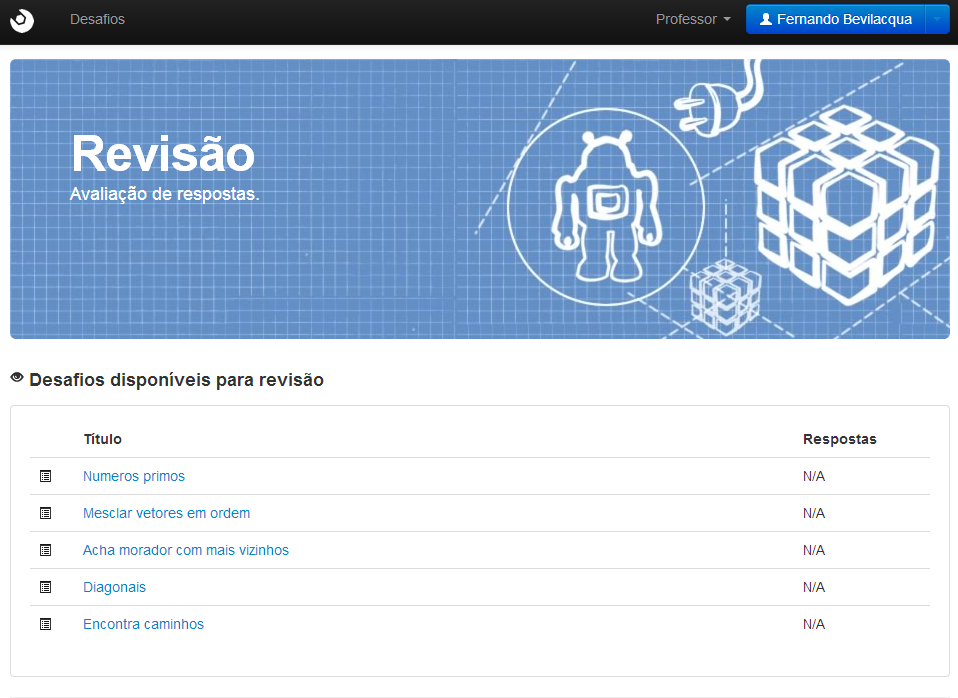 Desafios Professor Fernando Bevilacqua
Revisão
Avaliação de respostas.
Desafios disponíveis para revisão
Título Respostas
Numeros primos N/A
Mesclar vetores em ordem N/A
Acha morador com mais vizinhos N/A
Diagonais N/A
Encontra caminhos N/A